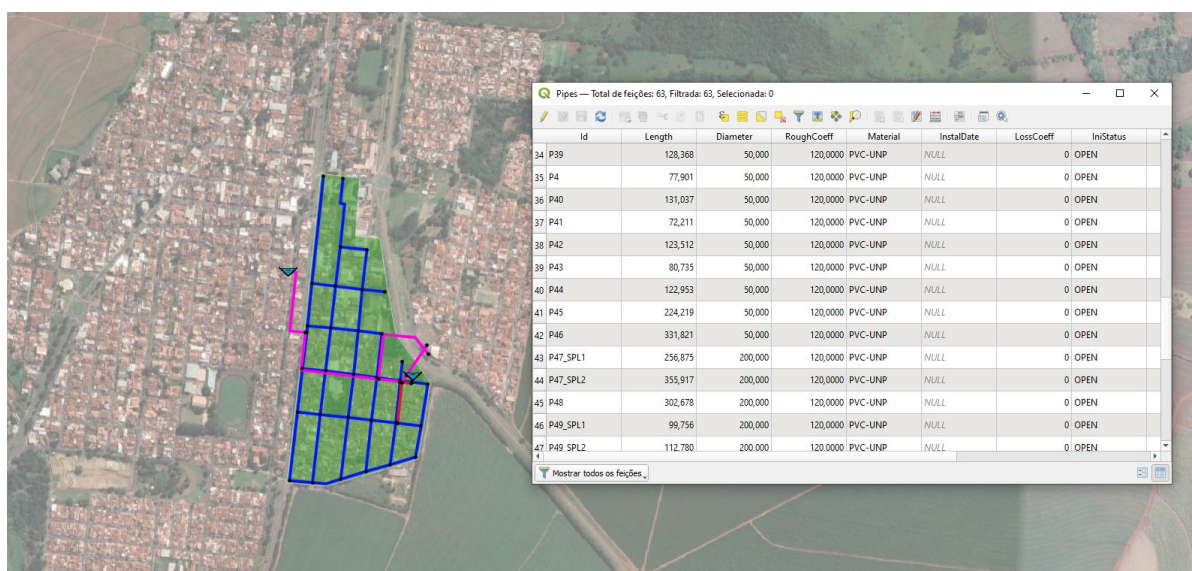 Pipes — Total de feições: 63, Filtrada: 63, Selecionada: 0
Id Length Diameter RoughCoeff Material InstalDate LossCoeff IniStatus
34 P39 128,368 50,000 120,0000 PVC-UNP NULL 0 OPEN
35 P4 77,901 50,000 120,0000 PVC-UNP NULL 0 OPEN
36 P40 131,037 50,000 120,0000 PVC-UNP NULL 0 OPEN
37 P41 72,211 50,000 120,0000 PVC-UNP NULL 0 OPEN
38 P42 123,512 50,000 120,0000 PVC-UNP NULL 0 OPEN
39 P43 80,735 50,000 120,0000 PVC-UNP NULL 0 OPEN
40 P44 122,953 50,000 120,0000 PVC-UNP NULL 0 OPEN
41 P45 224,219 50,000 120,0000 PVC-UNP NULL 0 OPEN
42 P46 331,821 50,000 120,0000 PVC-UNP NULL 0 OPEN
43 P47_SPL1 256,875 200,000 120,0000 PVC-UNP NULL 0 OPEN
44 P47_SPL2 355,917 200,000 120,0000 PVC-UNP NULL 0 OPEN
45 P48 302,678 200,000 120,0000 PVC-UNP NULL 0 OPEN
46 P49_SPL1 99,756 200,000 120,0000 PVC-UNP NULL 0 OPEN
47 P49_SPL2 112,780 200,000 120,0000 PVC-UNP NULL 0 OPEN
Mostrar todos os feições